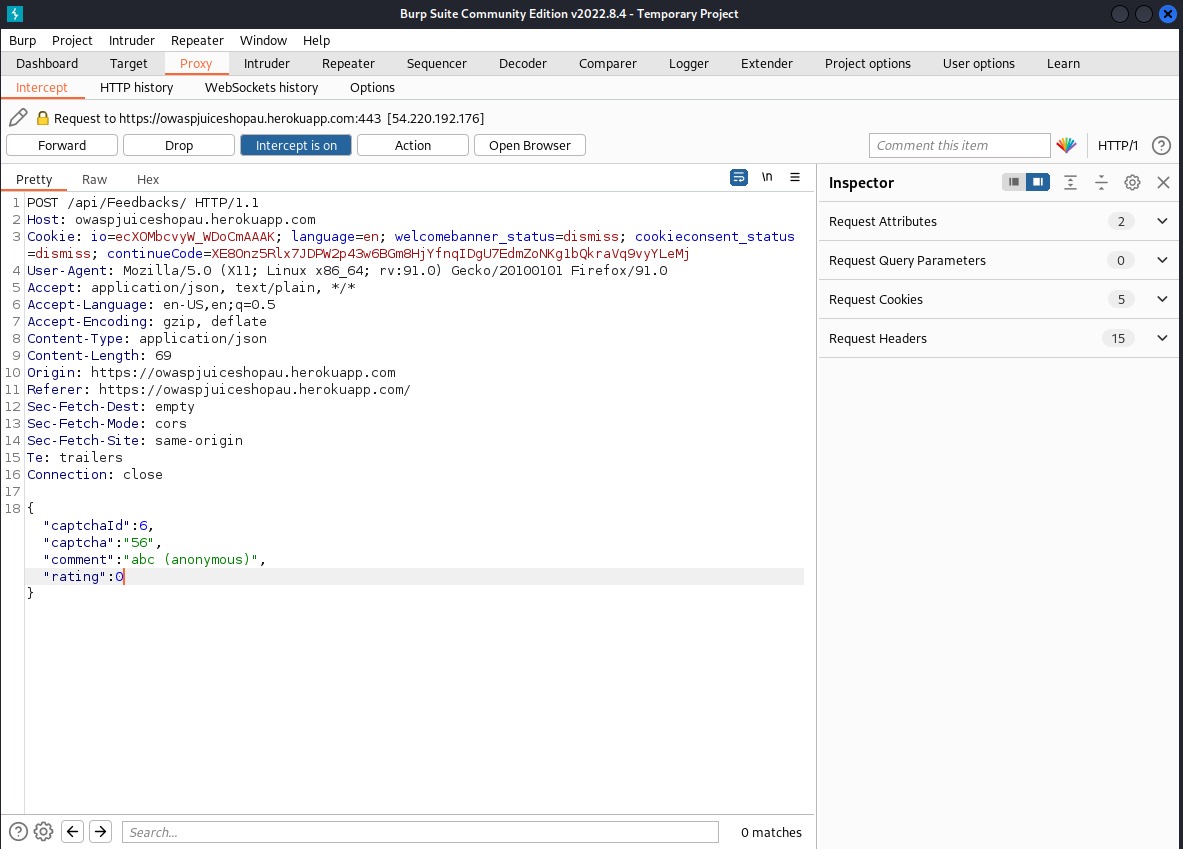 Burp Suite Community Edition v2022.8.4 - Temporary Project
Burp Project Intruder Repeater Window Help
Dashboard Target Proxy Intruder Repeater Sequencer Decoder Comparer Logger Extender Project options User options Learn
Intercept HTTP history WebSockets history Options
Request to https://owaspjuiceshopau.herokuapp.com:443 [54.220.192.176]
Forward Drop Intercept is on Action Open Browser Comment this item HTTP/1 ?
Pretty Raw Hex \n
1 POST /api/Feedbacks/ HTTP/1.1
2 Host: owaspjuiceshopau.herokuapp.com
3 Cookie: io=ecXOMbcvyW_WDoCmAAAK; language=en; welcomebanner_status=dismiss; cookieconsent_status
=dismiss; continueCode=XE8Onz5Rlx7JDPW2p43w6BGm8HjYfnqIDgU7EdmZoNKg1bQkraVq9vyYLeMj
4 User-Agent: Mozilla/5.0 (X11; Linux x86_64; rv:91.0) Gecko/20100101 Firefox/91.0
5 Accept: application/json, text/plain, */*
6 Accept-Language: en-US,en;q=0.5
7 Accept-Encoding: gzip, deflate
8 Content-Type: application/json
9 Content-Length: 69
10 Origin: https://owaspjuiceshopau.herokuapp.com
11 Referer: https://owaspjuiceshopau.herokuapp.com/
12 Sec-Fetch-Dest: empty
13 Sec-Fetch-Mode: cors
14 Sec-Fetch-Site: same-origin
15 Te: trailers
16 Connection: close
17
18 {
"captchaId":6,
"captcha":"56",
"comment":"abc (anonymous)",
"rating":0
}
Inspector
Request Attributes 2
Request Query Parameters 0
Request Cookies 5
Request Headers 15
? Search... 0 matches